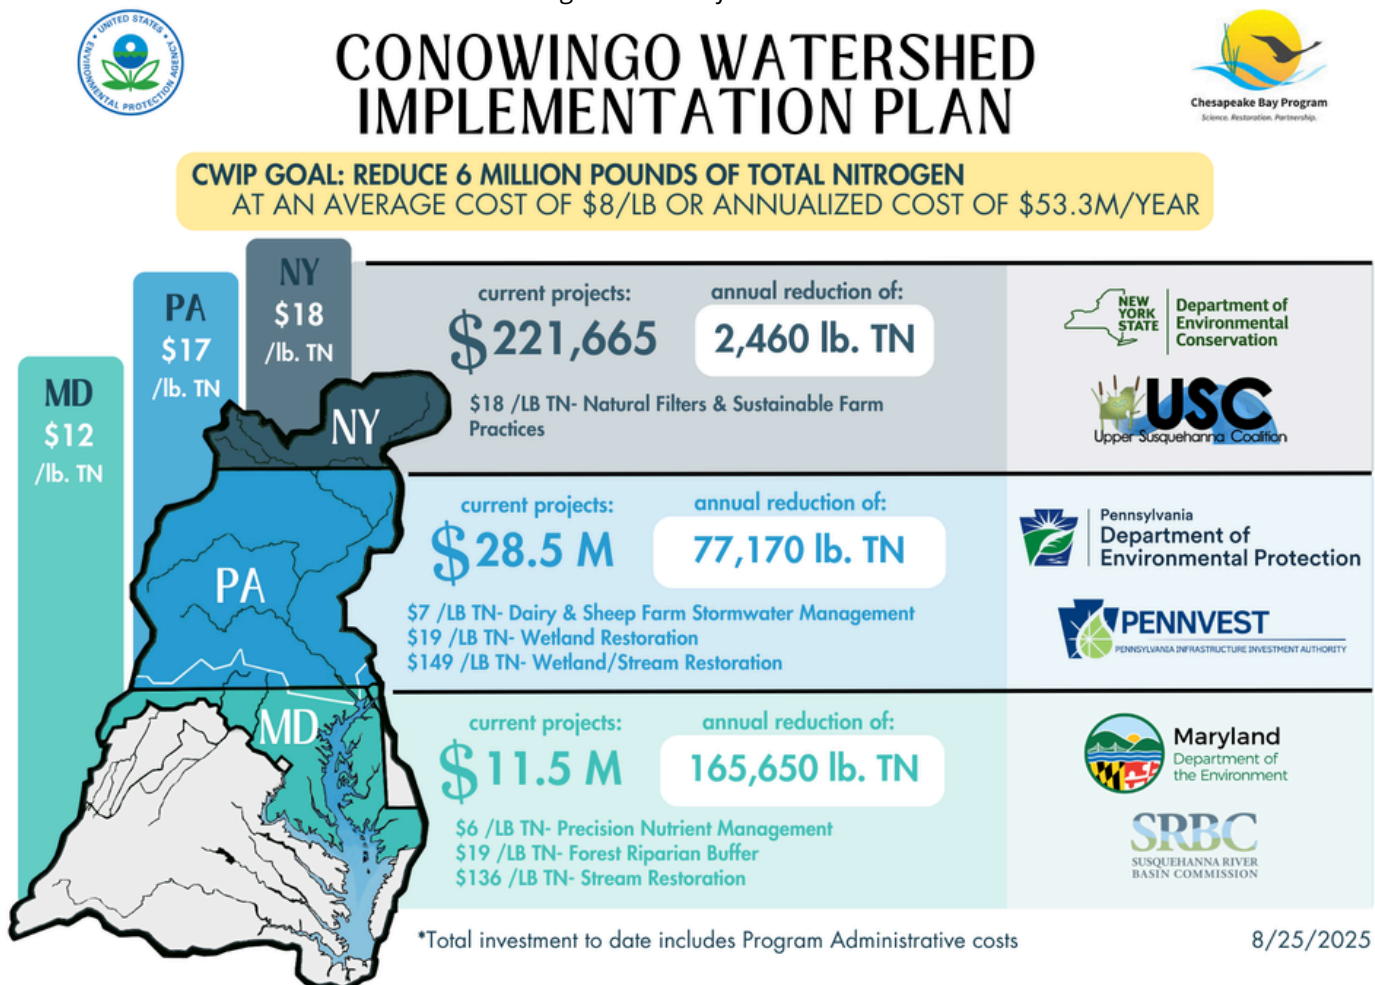 UNITED STATES
ENVIRONMENTAL PROTECTION AGENCY
CONOWINGO WATERSHED
IMPLEMENTATION PLAN
Chesapeake Bay Program
Science. Restoration. Partnership.
CWIP GOAL: REDUCE 6 MILLION POUNDS OF TOTAL NITROGEN
AT AN AVERAGE COST OF $8/LB OR ANNUALIZED COST OF $53.3M/YEAR
MD
$12
/lb. TN
PA
$17
/lb. TN
NY
$18
/lb. TN
NY
PA
MD
current projects:
$221,665
annual reduction of:
2,460 lb. TN
$18 /LB TN- Natural Filters & Sustainable Farm
Practices
NEW
YORK
STATE
Department of
Environmental
Conservation
USC
Upper Susquehanna Coalition
current projects:
$28.5 M
annual reduction of:
77,170 lb. TN
$7 /LB TN- Dairy & Sheep Farm Stormwater Management
$19 /LB TN- Wetland Restoration
$149 /LB TN- Wetland/Stream Restoration
Pennsylvania
Department of
Environmental Protection
PENNVEST
PENNSYLVANIA INFRASTRUCTURE INVESTMENT AUTHORITY
current projects:
$11.5 M
annual reduction of:
165,650 lb. TN
$6 /LB TN- Precision Nutrient Management
$19 /LB TN- Forest Riparian Buffer
$136 /LB TN- Stream Restoration
Maryland
Department of
the Environment
SRBC
SUSQUEHANNA RIVER
BASIN COMMISSION
*Total investment to date includes Program Administrative costs
8/25/2025